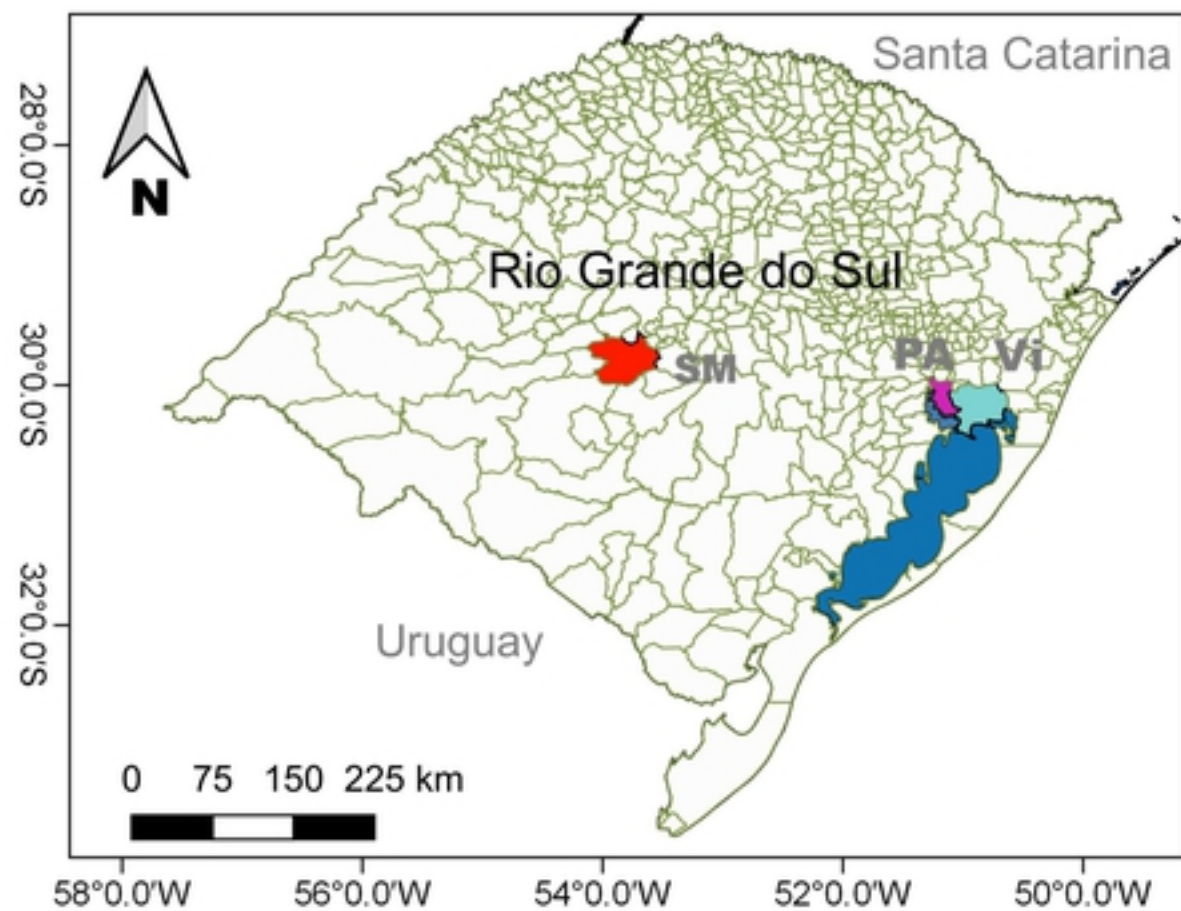 Santa Catarina
28°0.0'S
N
Rio Grande do Sul
30°0.0'S
SM
PA
Vi
32°0.0'S
Uruguay
0 75 150 225 km
58°0.0'W 56°0.0'W 54°0.0'W 52°0.0'W 50°0.0'W